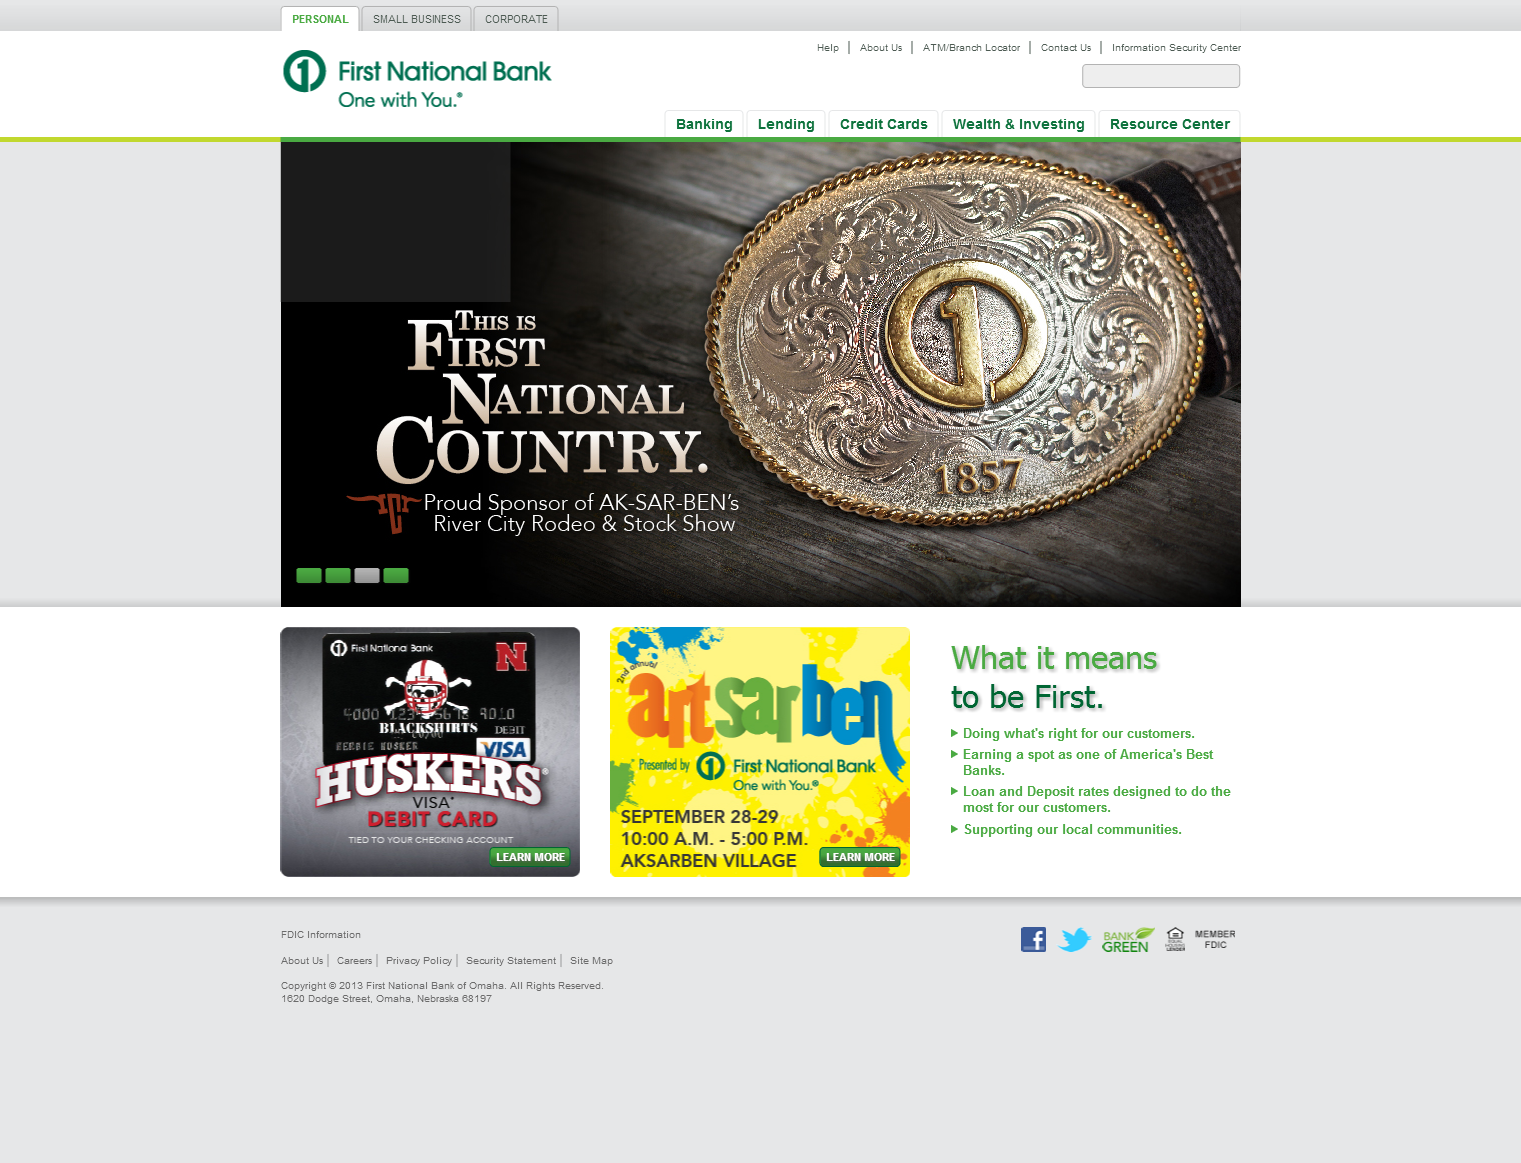 PERSONAL
SMALL BUSINESS
CORPORATE
Help
About Us
ATM/Branch Locator
Contact Us
Information Security Center
First National Bank
One with You.®
Banking
Lending
Credit Cards
Wealth & Investing
Resource Center
THIS IS
FIRST
NATIONAL
COUNTRY.
Proud Sponsor of AK-SAR-BEN's
River City Rodeo & Stock Show
1
1857
First National Bank
N
4000 1234 5678 9010
BLACKSHIRTS
DEBIT
HERBIE HUSKER
VISA
HUSKERS®
VISA®
DEBIT CARD
TIED TO YOUR CHECKING ACCOUNT
LEARN MORE
2nd annual
artsarben
Presented by
First National Bank
One with You.®
SEPTEMBER 28-29
10:00 A.M. - 5:00 P.M.
AKSARBEN VILLAGE
LEARN MORE
What it means
to be First.
Doing what's right for our customers.
Earning a spot as one of America's Best
Banks.
Loan and Deposit rates designed to do the
most for our customers.
Supporting our local communities.
FDIC Information
About Us
Careers
Privacy Policy
Security Statement
Site Map
Copyright © 2013 First National Bank of Omaha. All Rights Reserved.
1620 Dodge Street, Omaha, Nebraska 68197
f
BANK
GREEN
EQUAL HOUSING
LENDER
MEMBER
FDIC